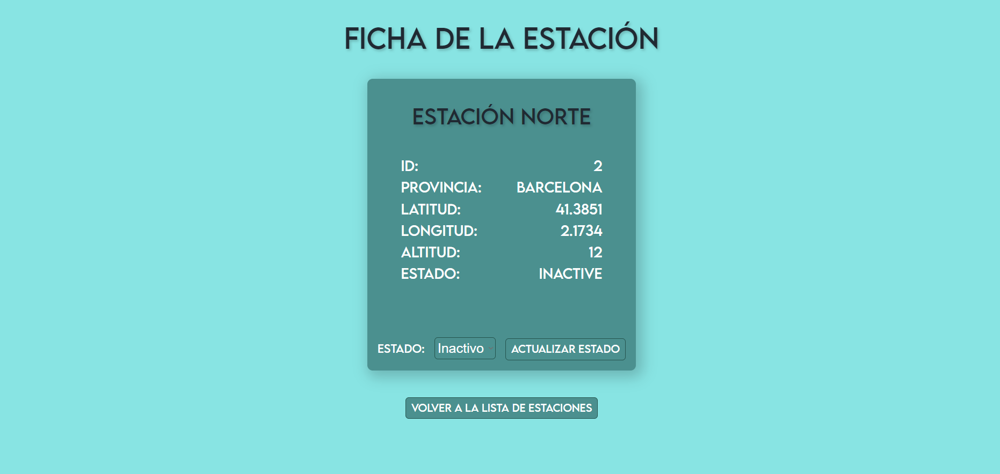 FICHA DE LA ESTACIÓN
ESTACIÓN NORTE
ID: 2
PROVINCIA: BARCELONA
LATITUD: 41.3851
LONGITUD: 2.1734
ALTITUD: 12
ESTADO: INACTIVE
ESTADO: Inactivo ACTUALIZAR ESTADO
VOLVER A LA LISTA DE ESTACIONES